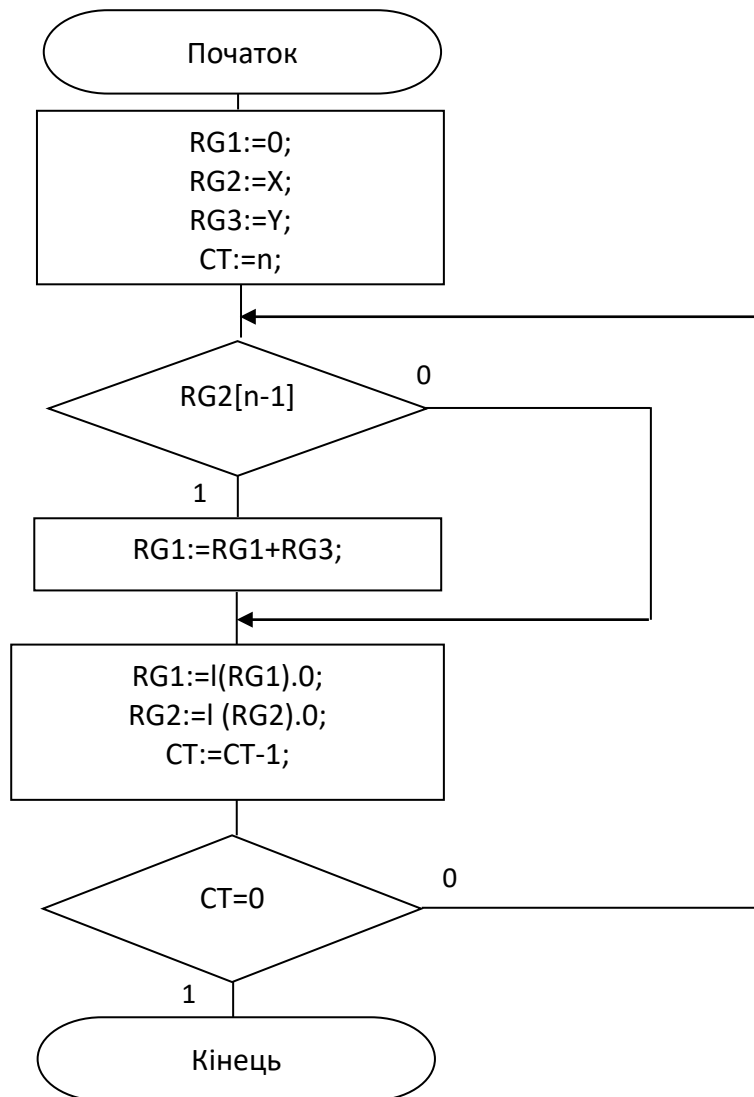 Початок
RG1:=0;
RG2:=X;
RG3:=Y;
CT:=n;
RG2[n-1]
0
1
RG1:=RG1+RG3;
RG1:=l(RG1).0;
RG2:=l (RG2).0;
CT:=CT-1;
CT=0
0
1
Кінець